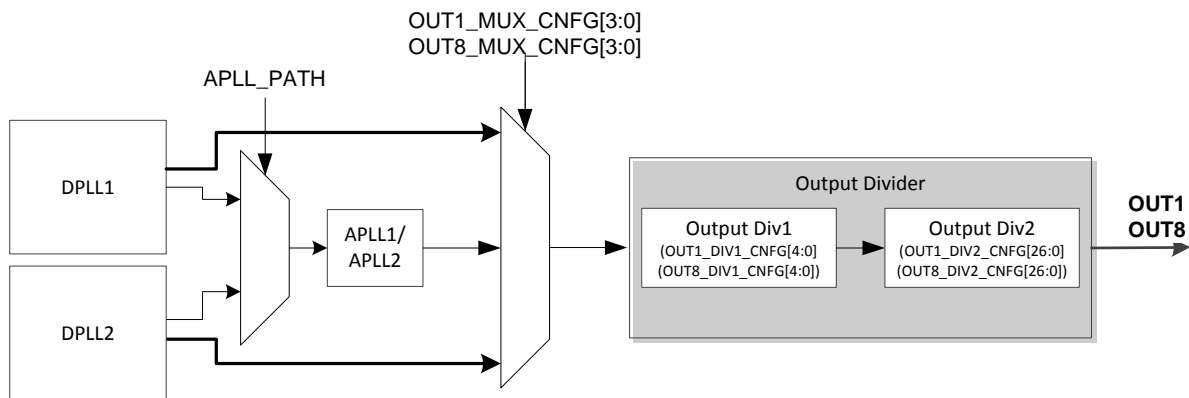 OUT1_MUX_CNFG[3:0]
OUT8_MUX_CNFG[3:0]
APLL_PATH
DPLL1
DPLL2
APLL1/
APLL2
Output Divider
Output Div1
(OUT1_DIV1_CNFG[4:0]
(OUT8_DIV1_CNFG[4:0])
Output Div2
(OUT1_DIV2_CNFG[26:0]
(OUT8_DIV2_CNFG[26:0])
OUT1
OUT8